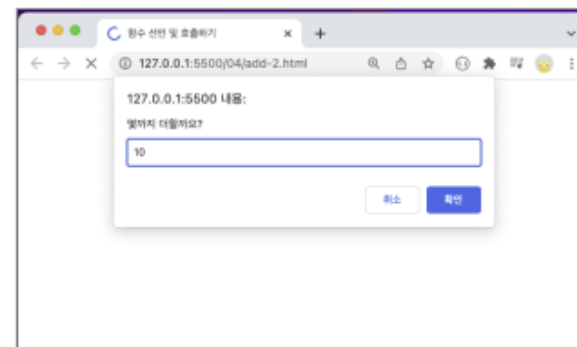 함수 선언 및 호출하기
127.0.0.1:5500/04/add-2.html
127.0.0.1:5500 내용:
몇까지 더할까요?
10
취소
확인